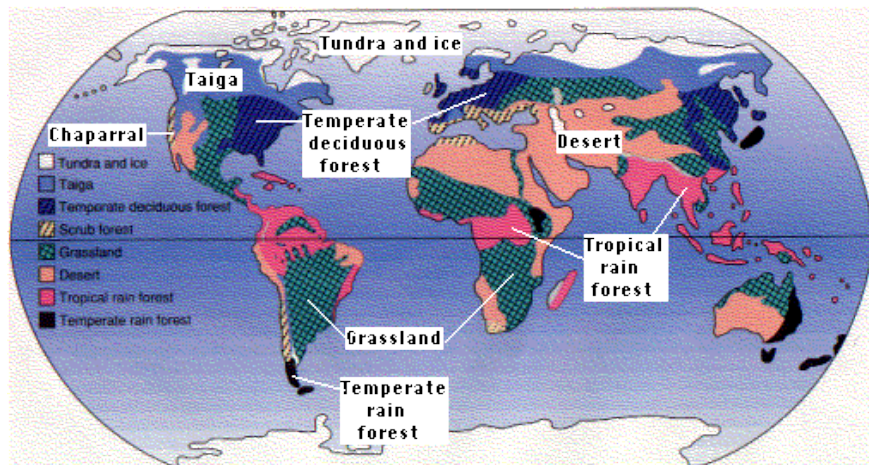 Tundra and ice
Taiga
Chaparral
Temperate
deciduous
forest
Desert
Tundra and ice
Taiga
Temperate deciduous forest
Scrub forest
Grassland
Desert
Tropical rain forest
Temperate rain forest
Tropical
rain
forest
Grassland
Temperate
rain
forest